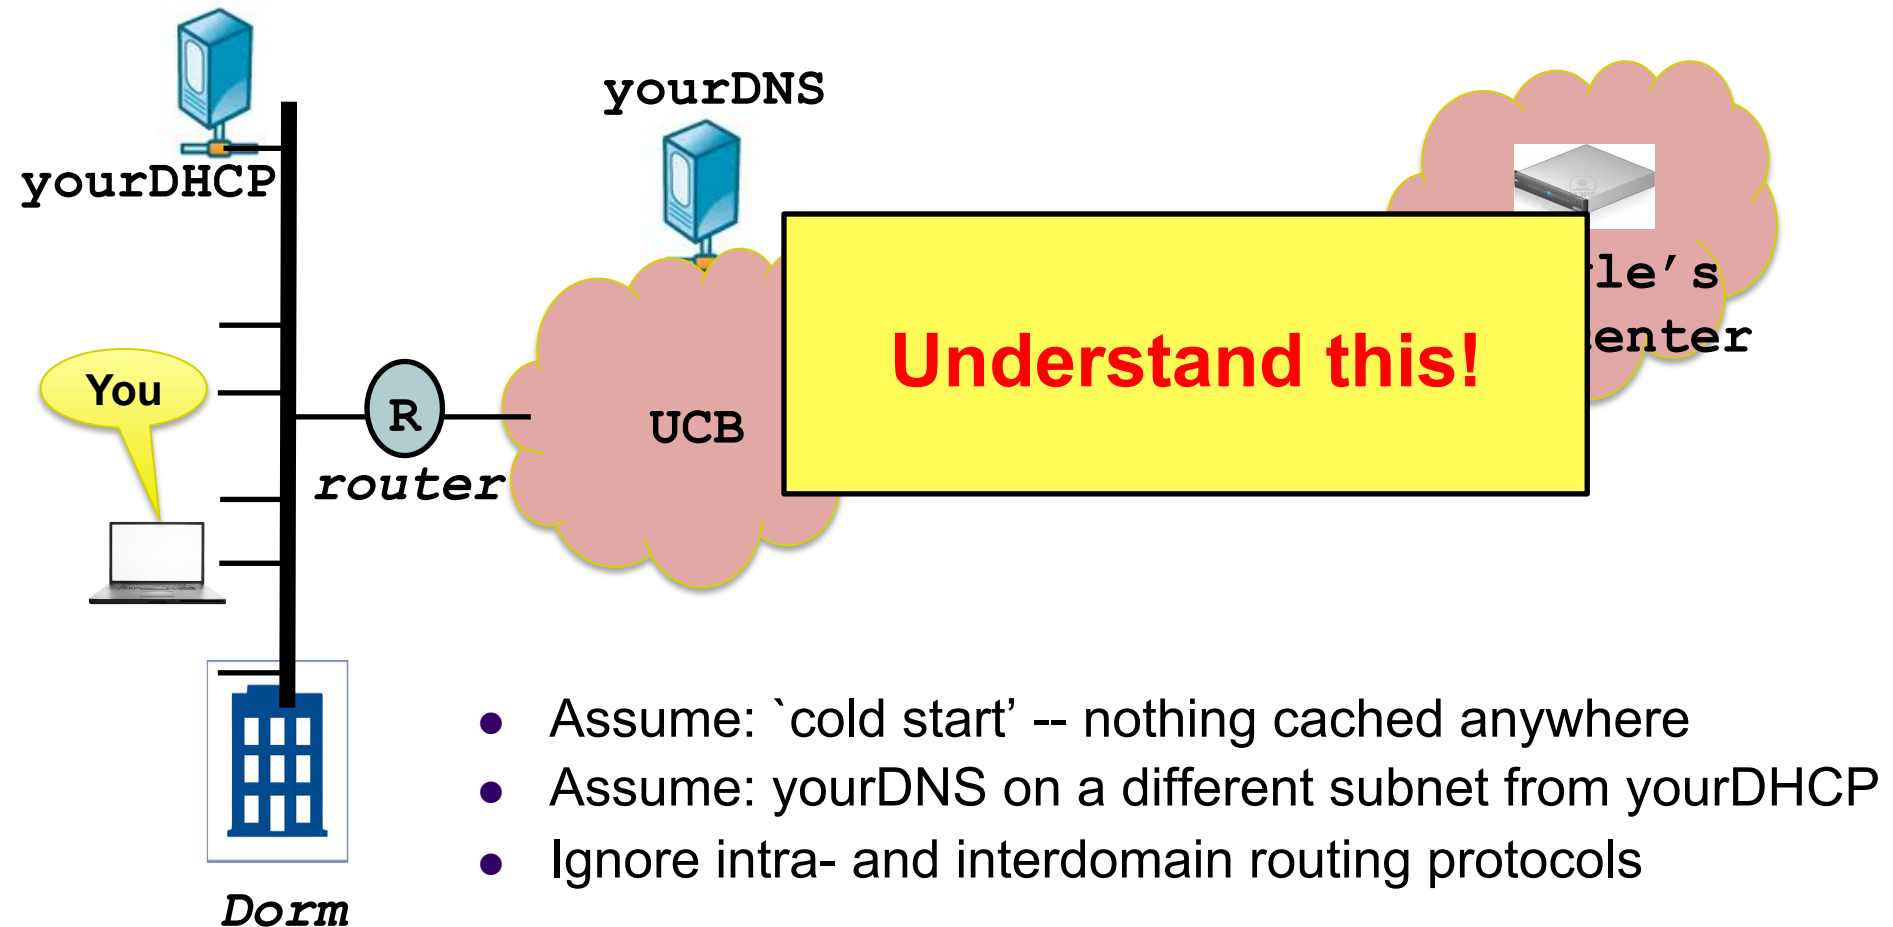 yourDHCP
yourDNS
You
R
router
UCB
Understand this!
le’s
enter
● Assume: `cold start’ -- nothing cached anywhere
● Assume: yourDNS on a different subnet from yourDHCP
● Ignore intra- and interdomain routing protocols
Dorm